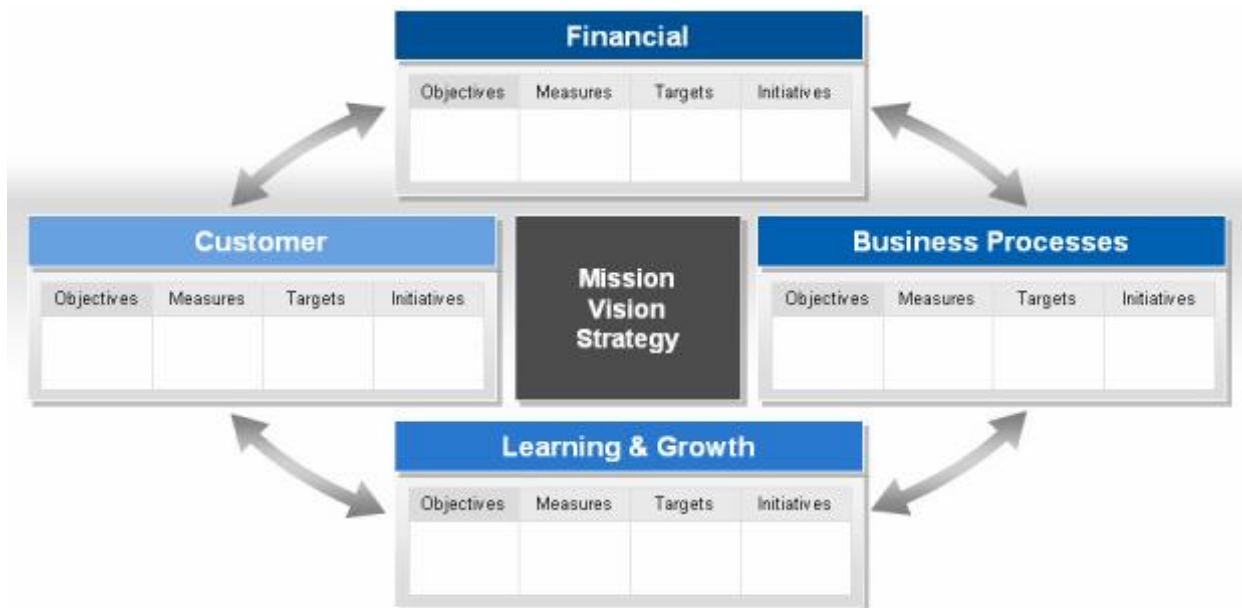 Financial
Objectives Measures Targets Initiatives
Customer
Objectives Measures Targets Initiatives
Mission
Vision
Strategy
Business Processes
Objectives Measures Targets Initiatives
Learning & Growth
Objectives Measures Targets Initiatives